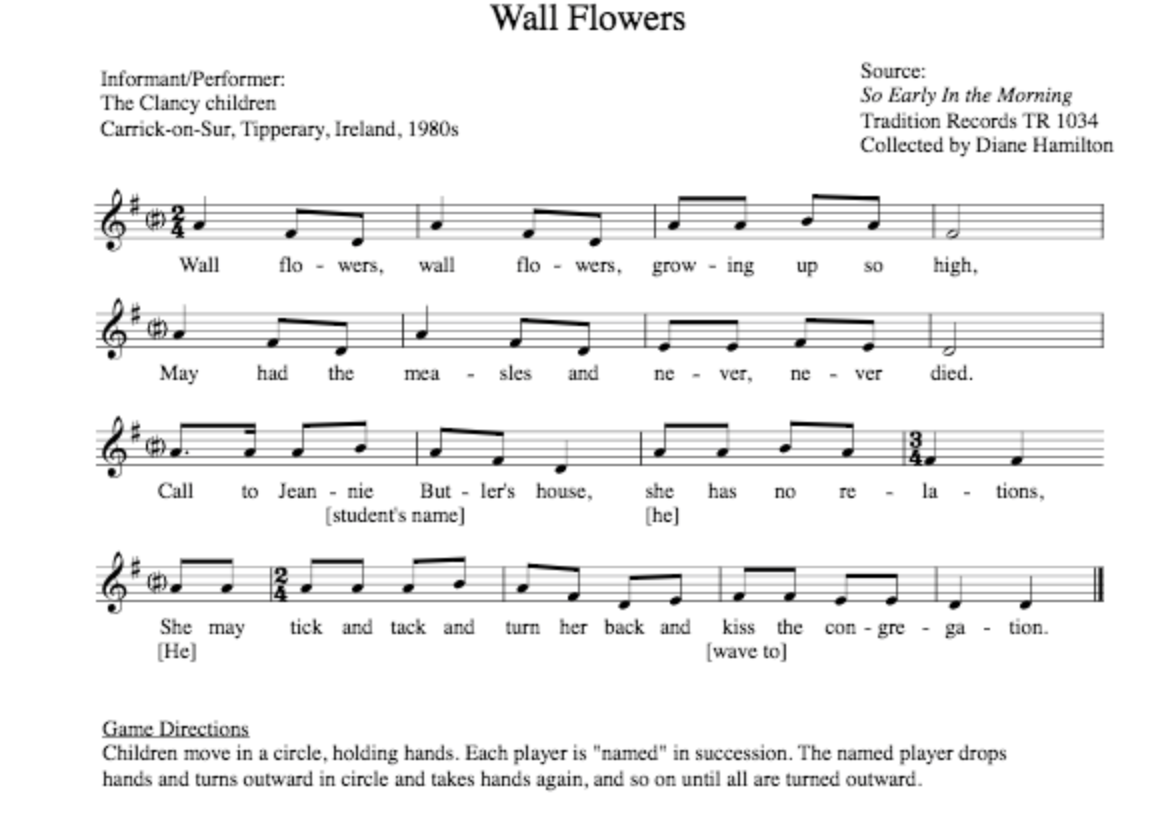 Wall Flowers
Informant/Performer:
The Clancy children
Carrick-on-Sur, Tipperary, Ireland, 1980s
Source:
So Early In the Morning
Tradition Records TR 1034
Collected by Diane Hamilton
2
4
Wall flo - wers, wall flo - wers, grow - ing up so high,
May had the mea - sles and ne - ver, ne - ver died.
3
4
Call to Jean - nie But - ler's house, she has no re - la - tions,
[student's name] [he]
2
4
She may tick and tack and turn her back and kiss the con - gre - ga - tion.
[He] [wave to]
Game Directions
Children move in a circle, holding hands. Each player is "named" in succession. The named player drops
hands and turns outward in circle and takes hands again, and so on until all are turned outward.